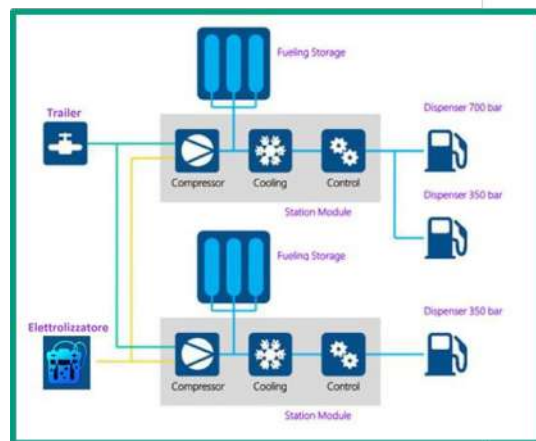 Fueling Storage
Trailer
Dispenser 700 bar
Compressor
Cooling
Control
Station Module
Dispenser 350 bar
Fueling Storage
Elettrolizzatore
Dispenser 350 bar
Compressor
Cooling
Control
Station Module